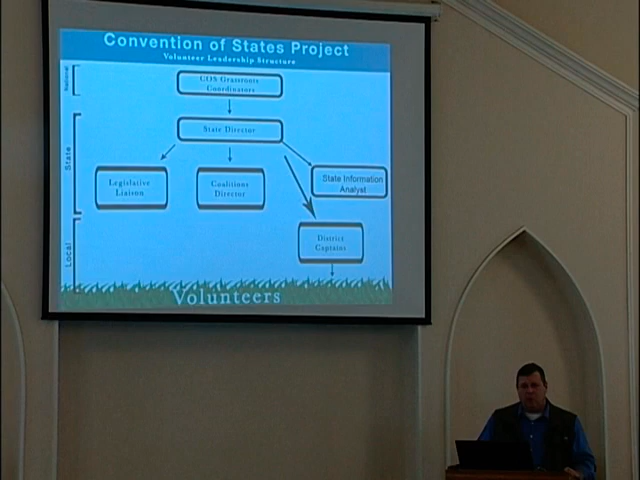 Convention of States Project
Volunteer Leadership Structure
National
COS Grassroots
Coordinators
State Director
State
Legislative
Liaison
Coalitions
Director
State Information
Analyst
Local
District
Captains
Volunteers